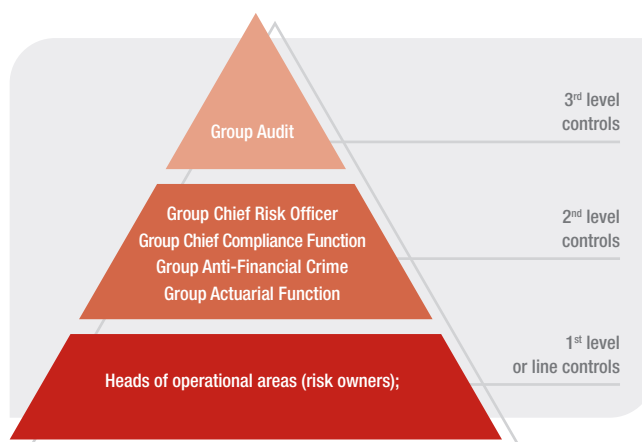 Group Audit
3rd level
controls
Group Chief Risk Officer
Group Chief Compliance Function
Group Anti-Financial Crime
Group Actuarial Function
2nd level
controls
Heads of operational areas (risk owners);
1st level
or line controls